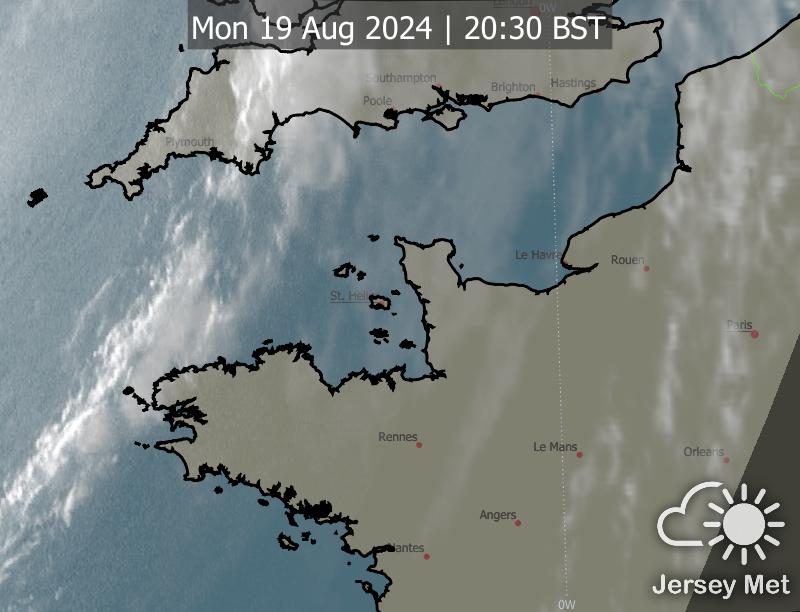 London
0W
Mon 19 Aug 2024 | 20:30 BST
Southampton
Brighton
Hastings
Poole
Plymouth
Le Havre
Rouen
St. Helier
Paris
Rennes
Le Mans
Orleans
Angers
Nantes
0W
Jersey Met